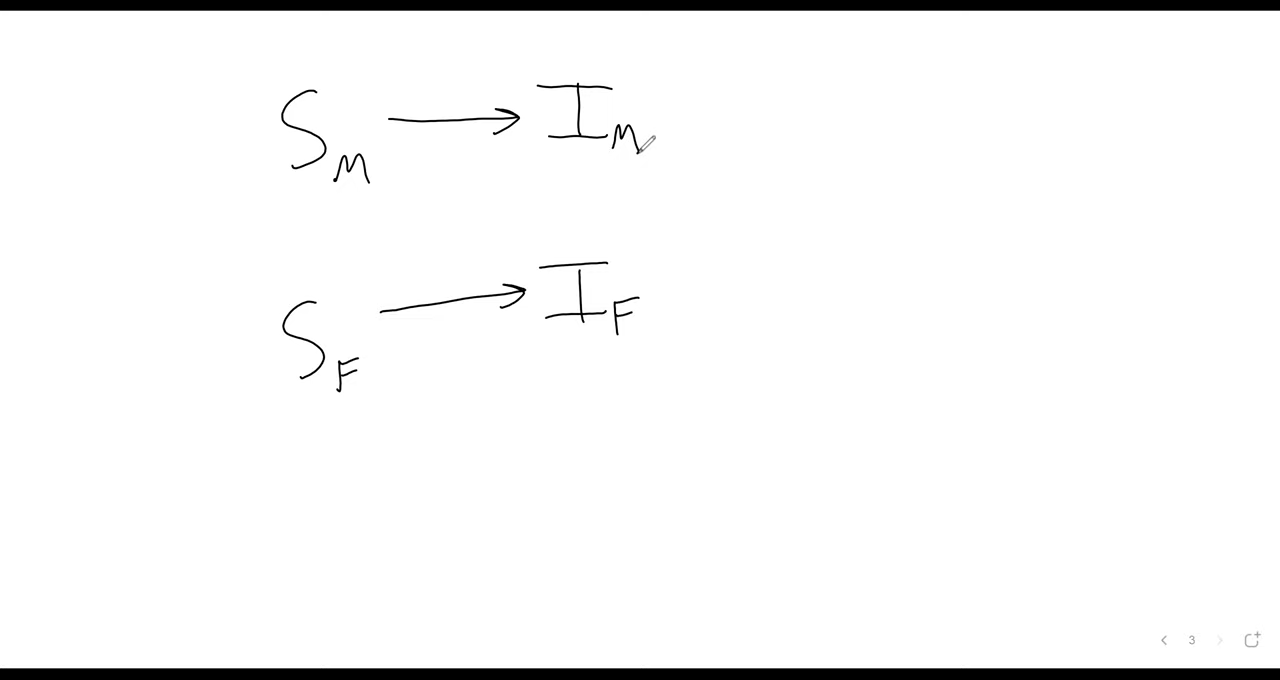 S_M → I_M
S_F → I_F
3